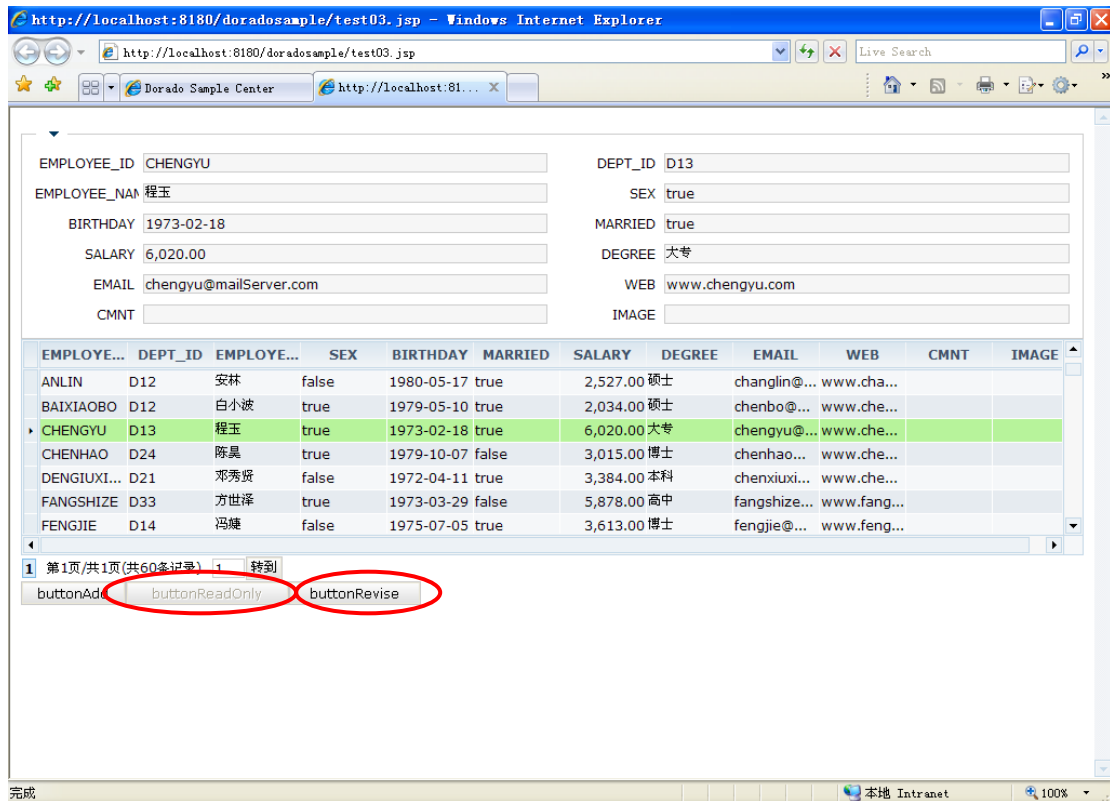 http://localhost:8180/doradosample/test03.jsp - Windows Internet Explorer
http://localhost:8180/doradosample/test03.jsp
Live Search
Dorado Sample Center
http://localhost:81...
EMPLOYEE_ID CHENGYU DEPT_ID D13
EMPLOYEE_NAM 程玉 SEX true
BIRTHDAY 1973-02-18 MARRIED true
SALARY 6,020.00 DEGREE 大专
EMAIL chengyu@mailServer.com WEB www.chengyu.com
CMNT IMAGE
EMPLOYE... DEPT_ID EMPLOYE... SEX BIRTHDAY MARRIED SALARY DEGREE EMAIL WEB CMNT IMAGE
ANLIN D12 安林 false 1980-05-17 true 2,527.00 硕士 changlin@... www.cha...
BAIXIAOBO D12 白小波 true 1979-05-10 true 2,034.00 硕士 chenbo@... www.che...
CHENGYU D13 程玉 true 1973-02-18 true 6,020.00 大专 chengyu@... www.che...
CHENHAO D24 陈昊 true 1979-10-07 false 3,015.00 博士 chenhao... www.che...
DENGIUXI... D21 邓秀贤 false 1972-04-11 true 3,384.00 本科 chenxiuxi... www.che...
FANGSHIZE D33 方世泽 true 1973-03-29 false 5,878.00 高中 fangshize... www.fang...
FENGJIE D14 冯婕 false 1975-07-05 true 3,613.00 博士 fengjie@... www.feng...
1 第1页/共1页(共60条记录) 1 转到
buttonAdd buttonReadOnly buttonRevise
完成 本地 Intranet 100%